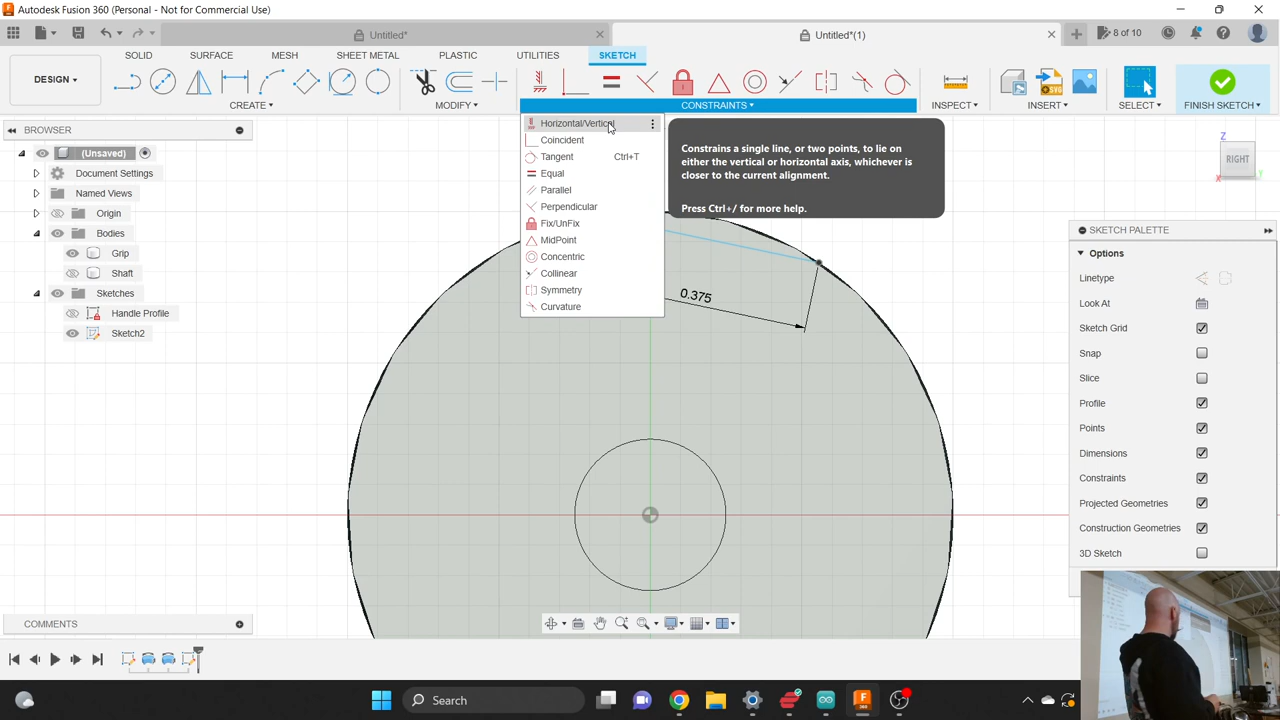 Autodesk Fusion 360 (Personal - Not for Commercial Use)
Untitled*
Untitled*(1)
8 of 10
SOLID
SURFACE
MESH
SHEET METAL
PLASTIC
UTILITIES
SKETCH
DESIGN
CREATE
MODIFY
CONSTRAINTS
INSPECT
INSERT
SELECT
FINISH SKETCH
BROWSER
(Unsaved)
Document Settings
Named Views
Origin
Bodies
Grip
Shaft
Sketches
Handle Profile
Sketch2
Horizontal/Vertical
Coincident
Tangent Ctrl+T
Equal
Parallel
Perpendicular
Fix/UnFix
MidPoint
Concentric
Collinear
Symmetry
Curvature
Constrains a single line, or two points, to lie on
either the vertical or horizontal axis, whichever is
closer to the current alignment.
Press Ctrl+/ for more help.
0.375
Z
RIGHT
X
Y
SKETCH PALETTE
Options
Linetype
Look At
Sketch Grid
Snap
Slice
Profile
Points
Dimensions
Constraints
Projected Geometries
Construction Geometries
3D Sketch
COMMENTS
Search